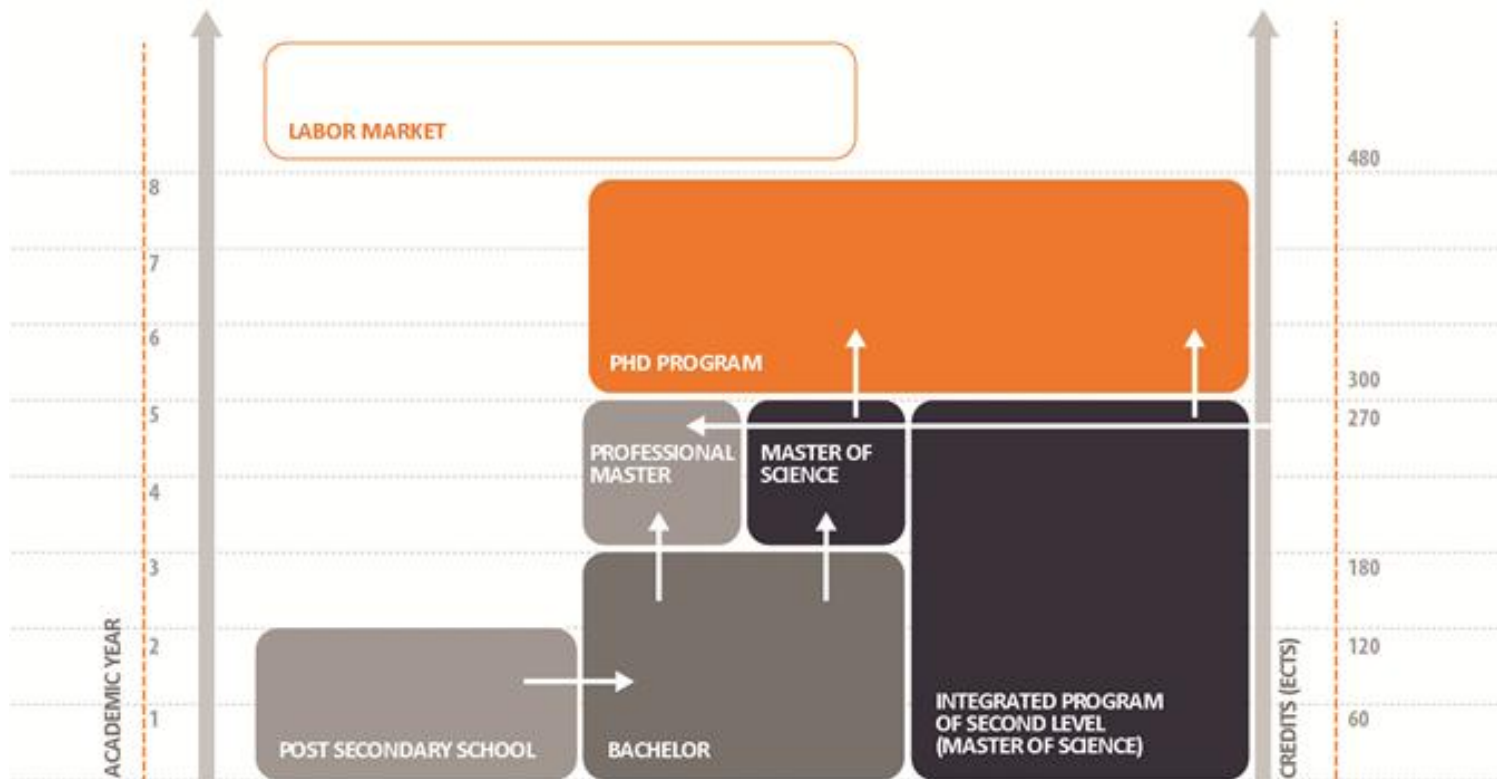 LABOR MARKET
480
8
7
6
PHD PROGRAM
300
5
270
PROFESSIONAL
MASTER
MASTER OF
SCIENCE
4
3
180
ACADEMIC YEAR
2
120
CREDITS (ECTS)
1
60
POST SECONDARY SCHOOL
BACHELOR
INTEGRATED PROGRAM
OF SECOND LEVEL
(MASTER OF SCIENCE)